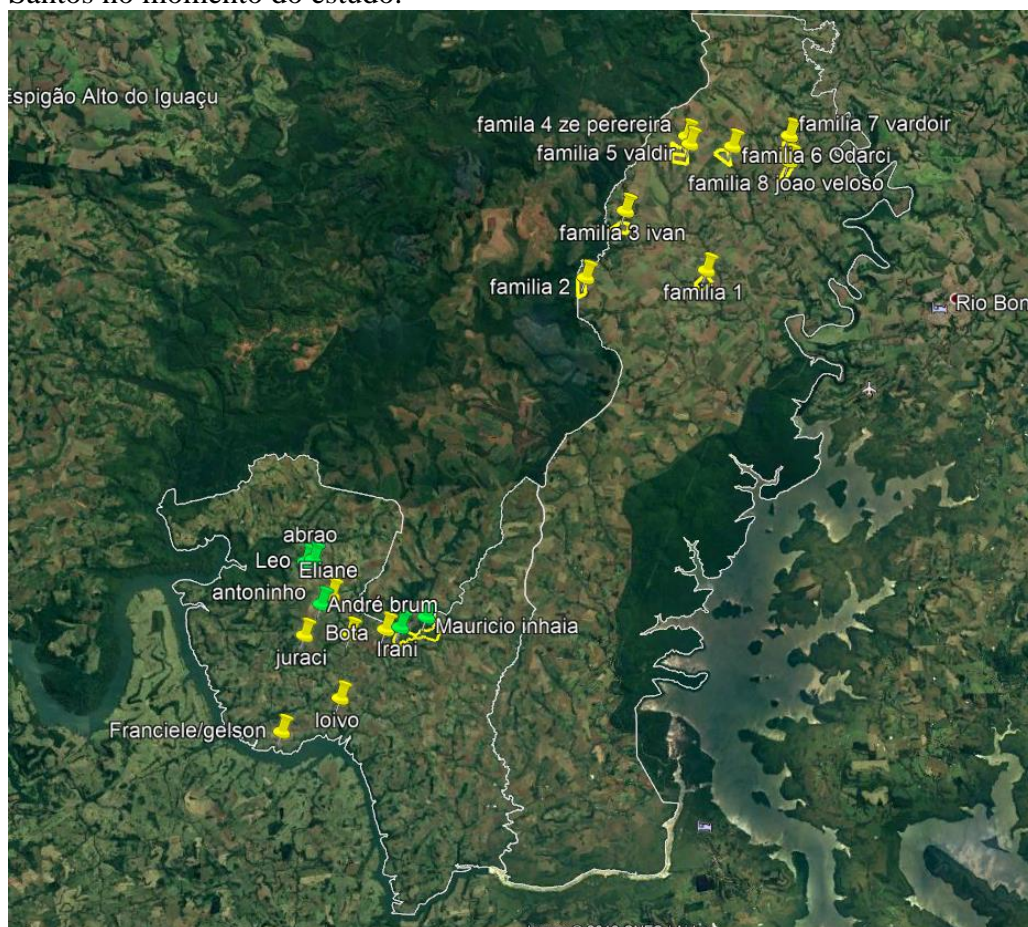 Santos no momento do estudo.
Espigão Alto do Iguaçu
famila 4 ze perereira
familia 7 vardoir
familia 5 valdir
familia 6 Odarci
familia 8 joao veloso
familia 3 ivan
familia 2
familia 1
Rio Bon
abrao
Leo
Eliane
antoninho
André brum
Bota
Mauricio inhaia
Irani
juraci
loivo
Franciele/gelson